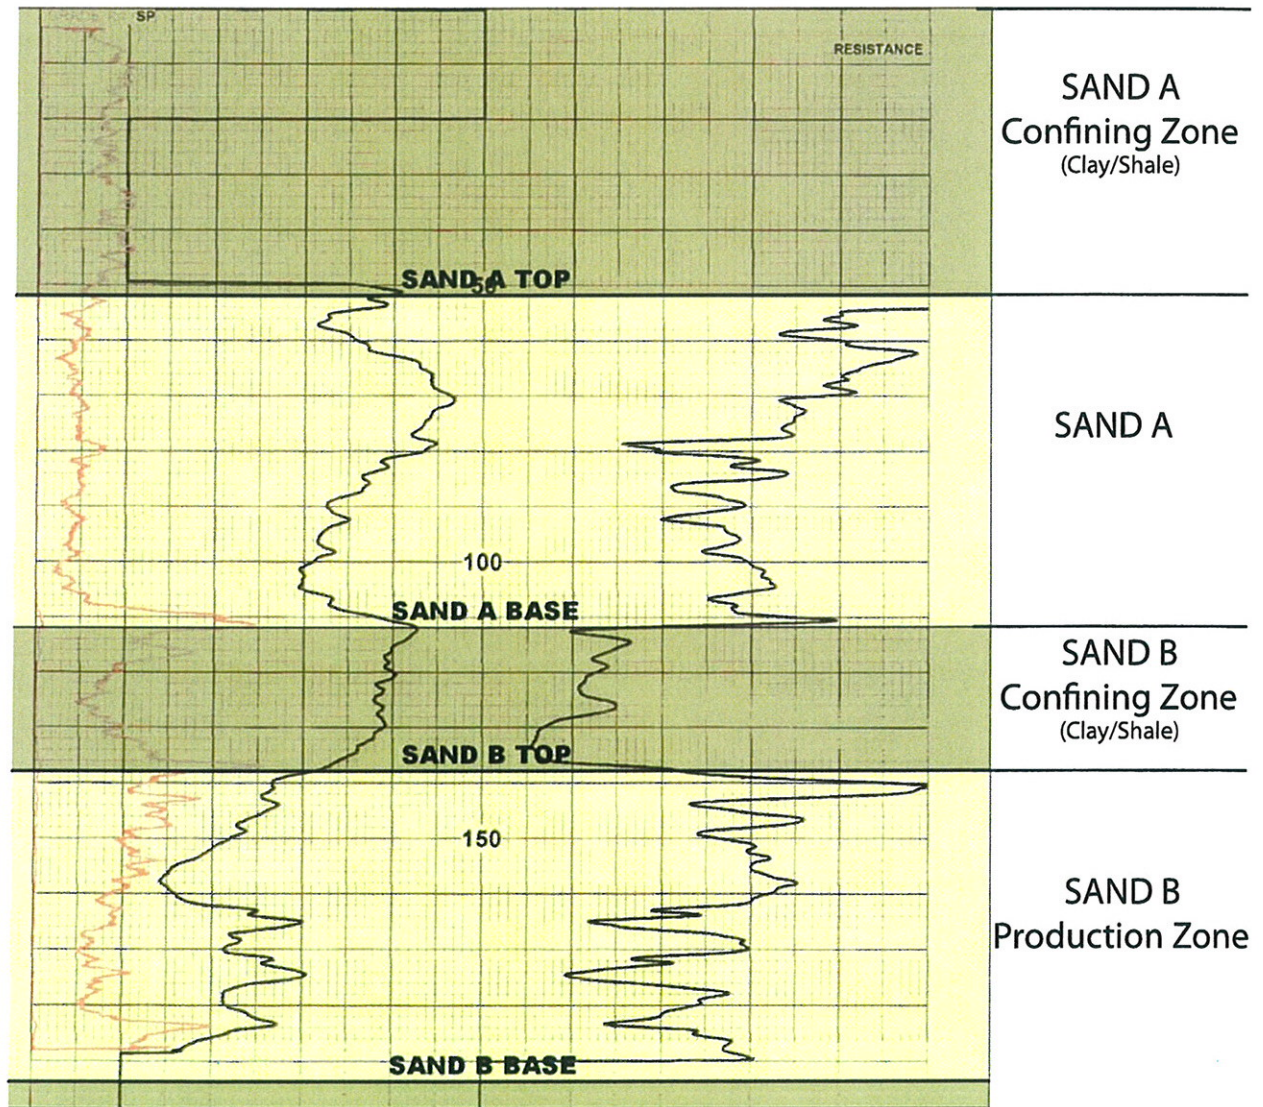 SP
RESISTANCE
SAND A
Confining Zone
(Clay/Shale)
SAND A TOP
50
SAND A
100
SAND A BASE
SAND B
Confining Zone
(Clay/Shale)
SAND B TOP
150
SAND B
Production Zone
SAND B BASE